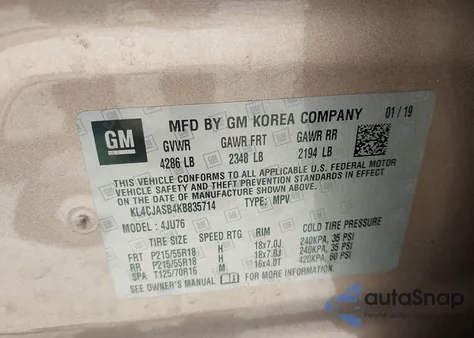 GM
MFD BY GM KOREA COMPANY 01/19
GVWR GAWR FRT GAWR RR
4286 LB 2348 LB 2194 LB
THIS VEHICLE CONFORMS TO ALL APPLICABLE U.S. FEDERAL MOTOR
VEHICLE SAFETY, BUMPER, AND THEFT PREVENTION STANDARDS IN
EFFECT ON THE DATE OF MANUFACTURE SHOWN ABOVE.
KL4CJASB4KB835714 TYPE: MPV
MODEL: 4JU76
TIRE SIZE SPEED RTG RIM COLD TIRE PRESSURE
FRT P215/55R18 H 18x7.0J 240KPA, 35 PSI
RR P215/55R18 H 18x7.0J 240KPA, 35 PSI
SPA T125/70R16 M 16x4.0T 420KPA, 60 PSI
SEE OWNER'S MANUAL FOR MORE INFORMATION.
autoSnap